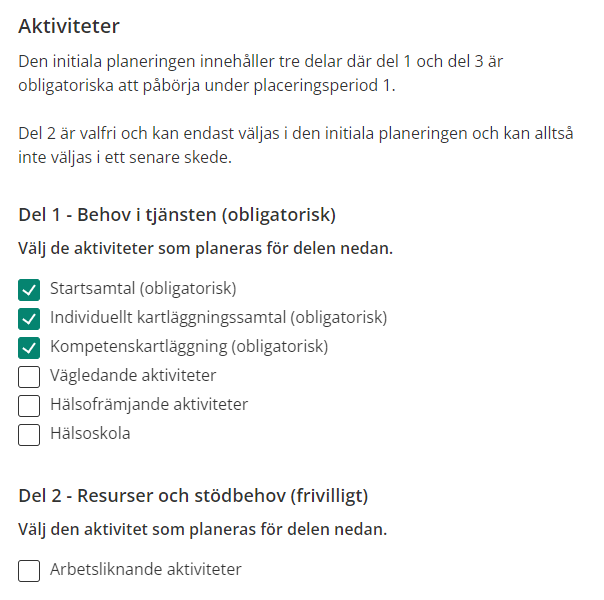 Aktiviteter
Den initiala planeringen innehåller tre delar där del 1 och del 3 är
obligatoriska att påbörja under placeringsperiod 1.
Del 2 är valfri och kan endast väljas i den initiala planeringen och kan alltså
inte väljas i ett senare skede.
Del 1 - Behov i tjänsten (obligatorisk)
Välj de aktiviteter som planeras för delen nedan.
Startsamtal (obligatorisk)
Individuellt kartläggningssamtal (obligatorisk)
Kompetenskartläggning (obligatorisk)
Vägledande aktiviteter
Hälsofrämjande aktiviteter
Hälsoskola
Del 2 - Resurser och stödbehov (frivilligt)
Välj den aktivitet som planeras för delen nedan.
Arbetsliknande aktiviteter